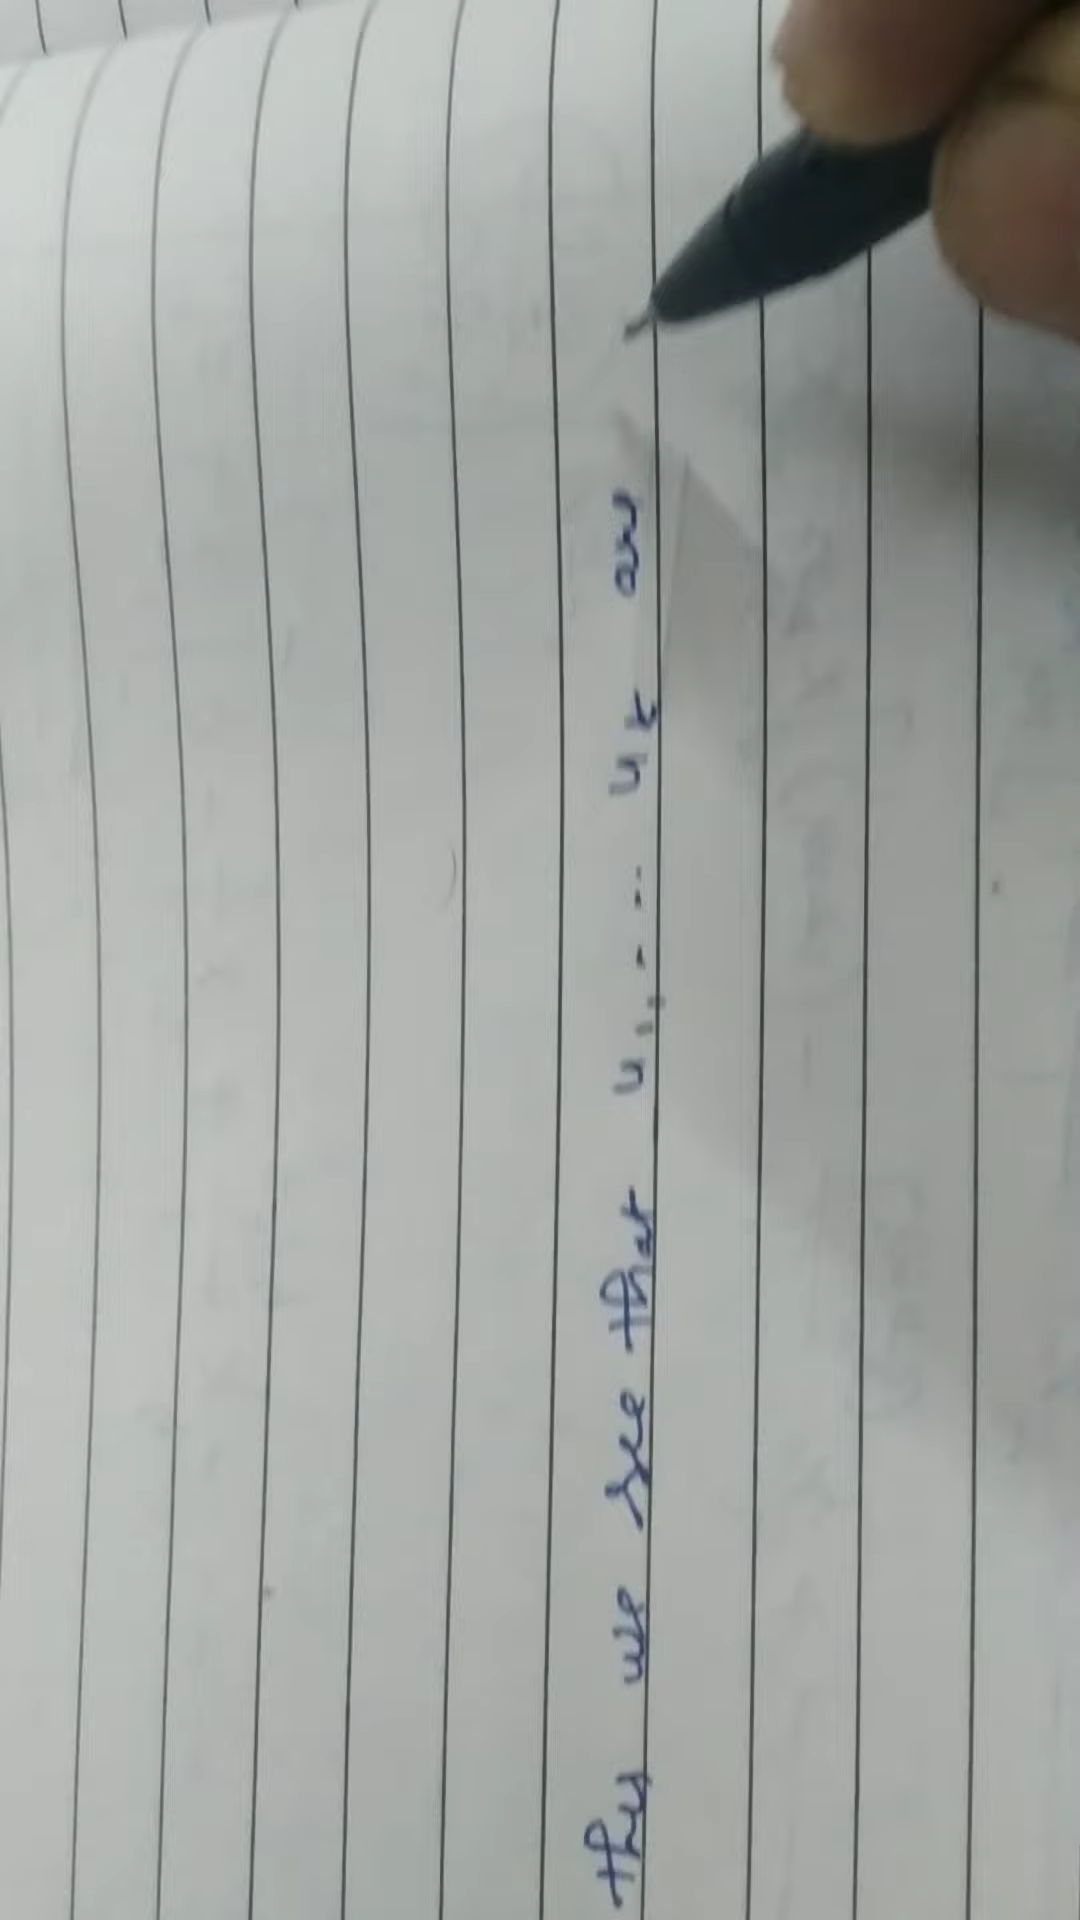 thus we see that u₁, .... uₖ are